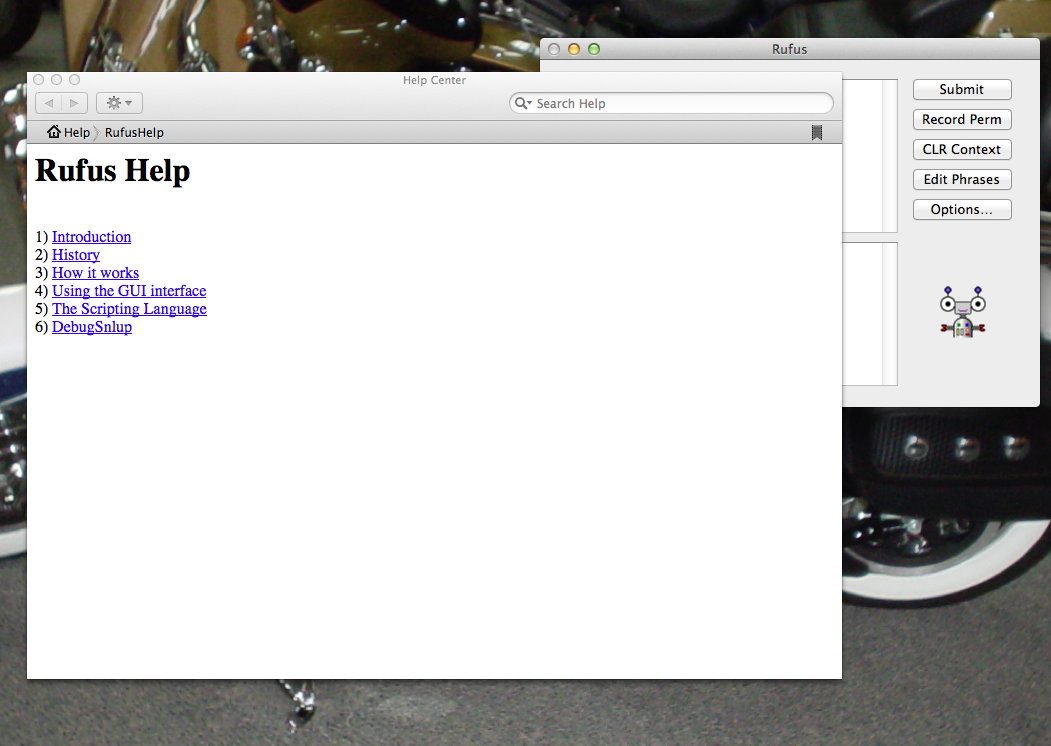 Rufus
Help Center
Search Help
Help
RufusHelp
Rufus Help
1) Introduction
2) History
3) How it works
4) Using the GUI interface
5) The Scripting Language
6) DebugSnlup
Submit
Record Perm
CLR Context
Edit Phrases
Options...